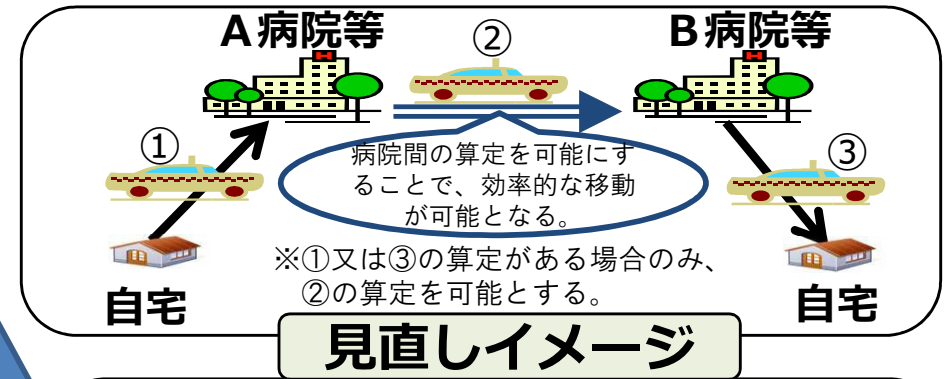 A病院等
②
B病院等
①
③
病院間の算定を可能にす
ることで、効率的な移動
が可能となる。
※①又は③の算定がある場合のみ、
②の算定を可能とする。
自宅
自宅
見直しイメージ